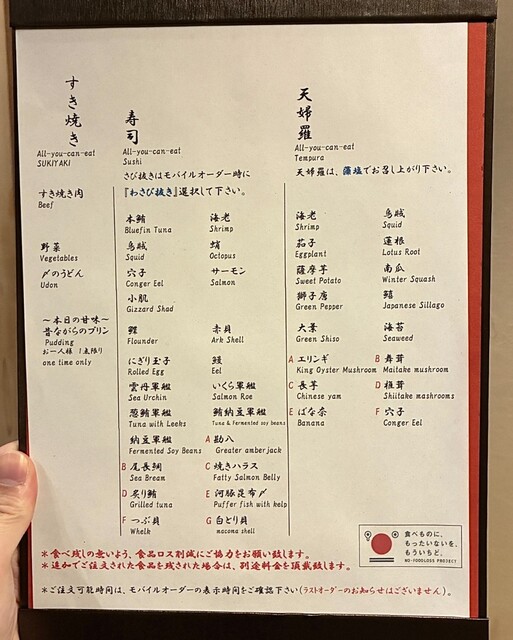 すき焼き
All-you-can-eat
SUKIYAKI
すき焼き肉
Beef
野菜
Vegetables
〆のうどん
Udon
～本日の甘味～
昔ながらのプリン
Pudding
お一人様 1点限り
one time only
寿司
All-you-can-eat
Sushi
さび抜きはモバイルオーダー時に
『わさび抜き』選択して下さい。
本鮪 海老
Bluefin Tuna Shrimp
烏賊 蛸
Squid Octopus
穴子 サーモン
Conger Eel Salmon
小肌
Gizzard Shad
鰈 赤貝
Flounder Ark Shell
にぎり玉子 鰻
Rolled Egg Eel
雲丹軍艦 いくら軍艦
Sea Urchin Salmon Roe
葱鮪軍艦 鮪納豆軍艦
Tuna with Leeks Tuna & Fermented soy beans
納豆軍艦 A 勘八
Fermented Soy Beans Greater amberjack
B 尾長鯛 C 焼きハラス
Sea Bream Fatty Salmon Belly
D 炙り鮪 E 河豚昆布〆
Grilled tuna Puffer fish with kelp
F つぶ貝 G 白とり貝
Whelk macoma shell
天婦羅
All-you-can-eat
Tempura
天婦羅は、藻塩でお召し上がり下さい。
海老 烏賊
Shrimp Squid
茄子 蓮根
Eggplant Lotus Root
薩摩芋 南瓜
Sweet Potato Winter Squash
獅子唐 鱚
Green Pepper Japanese Sillago
大葉 海苔
Green Shiso Seaweed
A エリンギ B 舞茸
King Oyster Mushroom Maitake mushroom
C 長芋 D 椎茸
Chinese yam Shiitake mashrooms
E ばな奈 F 穴子
Banana Conger Eel
＊食べ残しの無いよう、食品ロス削減にご協力をお願い致します。
＊追加でご注文された食品を残された場合は、別途料金を頂戴致します。
＊ご注文可能時間は、モバイルオーダーの表示時間をご確認下さい(ラストオーダーのお知らせはございません)。
食べものに、
もったいないを、
もういちど。
NO-FOODLOSS PROJECT